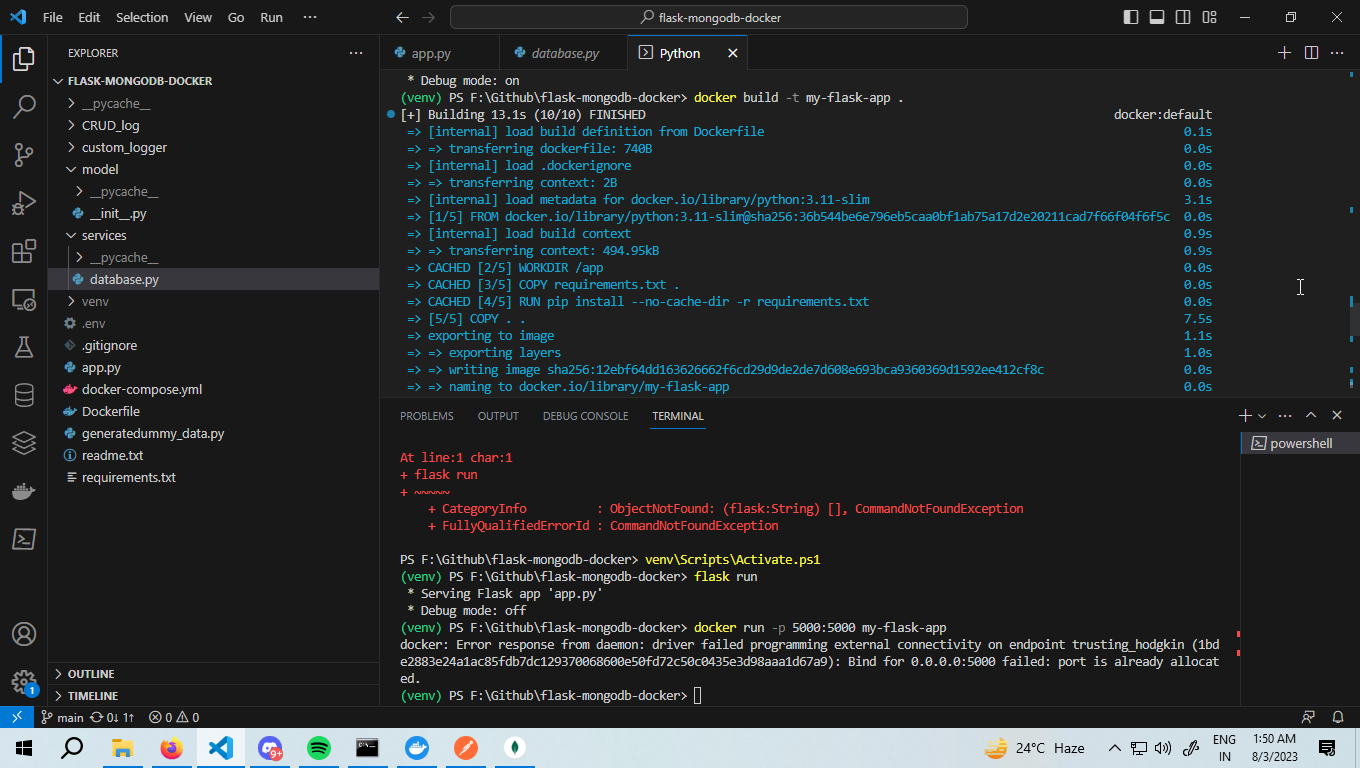 File Edit Selection View Go Run ···
flask-mongodb-docker
EXPLORER ···
FLASK-MONGODB-DOCKER
__pycache__
CRUD_log
custom_logger
model
__pycache__
__init__.py
services
__pycache__
database.py
venv
.env
.gitignore
app.py
docker-compose.yml
Dockerfile
generatedummy_data.py
readme.txt
requirements.txt
OUTLINE
TIMELINE
app.py database.py Python
* Debug mode: on
(venv) PS F:\Github\flask-mongodb-docker> docker build -t my-flask-app .
[+] Building 13.1s (10/10) FINISHED docker:default
=> [internal] load build definition from Dockerfile 0.1s
=> => transferring dockerfile: 740B 0.0s
=> [internal] load .dockerignore 0.0s
=> => transferring context: 2B 0.0s
=> [internal] load metadata for docker.io/library/python:3.11-slim 3.1s
=> [1/5] FROM docker.io/library/python:3.11-slim@sha256:36b544be6e796eb5caa0bf1ab75a17d2e20211cad7f66f04f6f5c 0.0s
=> [internal] load build context 0.9s
=> => transferring context: 494.95kB 0.9s
=> CACHED [2/5] WORKDIR /app 0.0s
=> CACHED [3/5] COPY requirements.txt . 0.0s
=> CACHED [4/5] RUN pip install --no-cache-dir -r requirements.txt 0.0s
=> [5/5] COPY . . 7.5s
=> exporting to image 1.1s
=> => exporting layers 1.0s
=> => writing image sha256:12ebf64dd163626662f6cd29d9de2de7d608e693bca9360369d1592ee412cf8c 0.0s
=> => naming to docker.io/library/my-flask-app 0.0s
PROBLEMS OUTPUT DEBUG CONSOLE TERMINAL
powershell
At line:1 char:1
+ flask run
+ ~~~~~
+ CategoryInfo : ObjectNotFound: (flask:String) [], CommandNotFoundException
+ FullyQualifiedErrorId : CommandNotFoundException
PS F:\Github\flask-mongodb-docker> venv\Scripts\Activate.ps1
(venv) PS F:\Github\flask-mongodb-docker> flask run
* Serving Flask app 'app.py'
* Debug mode: off
(venv) PS F:\Github\flask-mongodb-docker> docker run -p 5000:5000 my-flask-app
docker: Error response from daemon: driver failed programming external connectivity on endpoint trusting_hodgkin (1bd
e2883e24a1ac85fdb7dc129370068600e50fd72c50c0435e3d98aaa1d67a9): Bind for 0.0.0.0:5000 failed: port is already allocat
ed.
(venv) PS F:\Github\flask-mongodb-docker>
1
main 0↓ 1↑ 0 0
9+
24°C Haze
ENG
IN
1:50 AM
8/3/2023